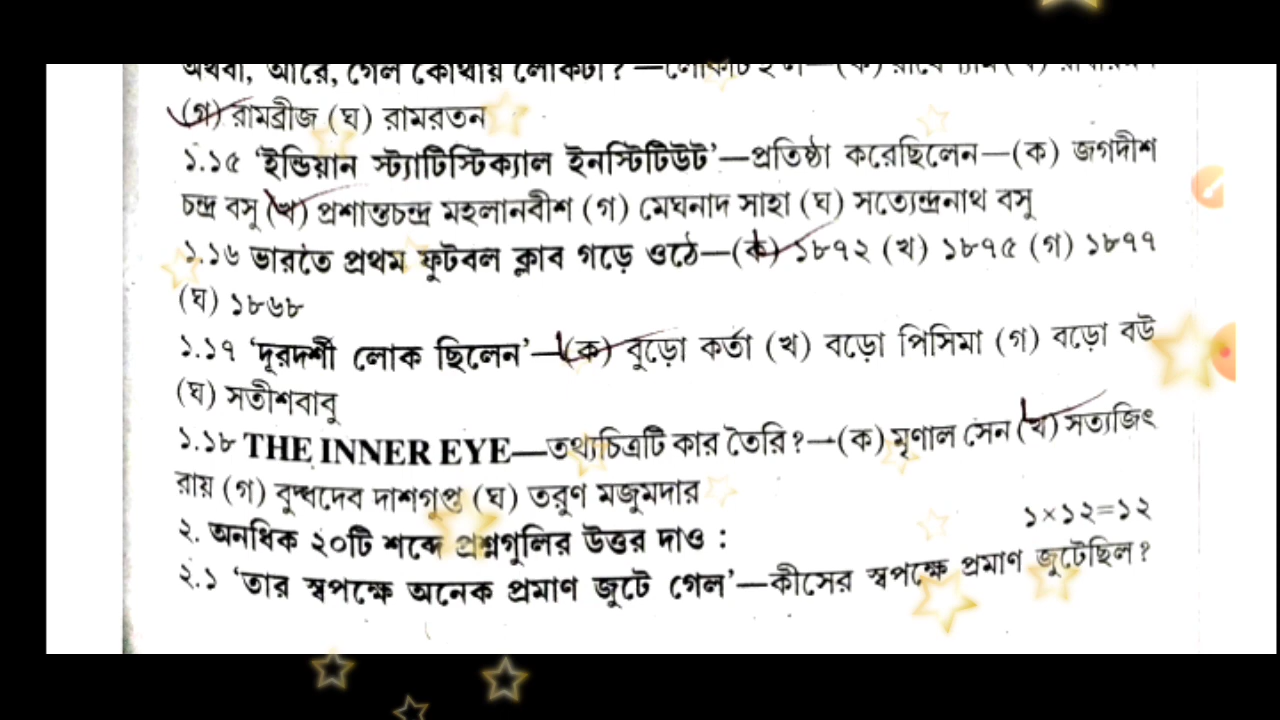 অথবা, আরে, গেল কোথায় লোকটা? —লোকটি হল—(ক)
(গ) রামব্রীজ (ঘ) রামরতন
১.১৫ ‘ইন্ডিয়ান স্ট্যাটিস্টিক্যাল ইনস্টিটিউট’—প্রতিষ্ঠা করেছিলেন—(ক) জগদীশ
চন্দ্র বসু (খ) প্রশান্তচন্দ্র মহলানবীশ (গ) মেঘনাদ সাহা (ঘ) সত্যেন্দ্রনাথ বসু
১.১৬ ভারতে প্রথম ফুটবল ক্লাব গড়ে ওঠে—(ক) ১৮৭২ (খ) ১৮৭৫ (গ) ১৮৭৭
(ঘ) ১৮৬৮
১.১৭ ‘দূরদর্শী লোক ছিলেন’—(ক) বুড়ো কর্তা (খ) বড়ো পিসিমা (গ) বড়ো বউ
(ঘ) সতীশবাবু
১.১৮ THE INNER EYE—তথ্যচিত্রটি কার তৈরি?—(ক) মৃণাল সেন (খ) সত্যজিৎ
রায় (গ) বুদ্ধদেব দাশগুপ্ত (ঘ) তরুণ মজুমদার
২. অনধিক ২০টি শব্দে প্রশ্নগুলির উত্তর দাও : ১×১২=১২
২.১ ‘তার স্বপক্ষে অনেক প্রমাণ জুটে গেল’—কীসের স্বপক্ষে প্রমাণ জুটেছিল?